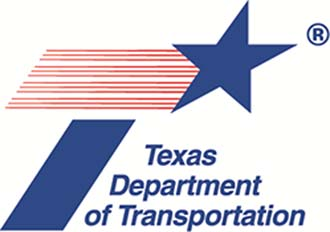 ®
Texas
Department
of Transportation